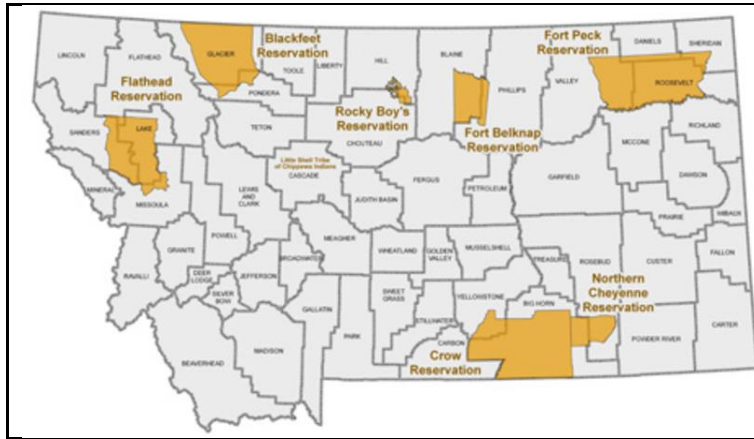 LINCOLN
FLATHEAD
GLACIER
Blackfeet
Reservation
TOOLE
LIBERTY
HILL
BLAINE
Fort Peck
Reservation
DANIELS
SHERIDAN
PHILLIPS
VALLEY
ROOSEVELT
Flathead
Reservation
PONDERA
Rocky Boy's
Reservation
Fort Belknap
Reservation
SANDERS
LAKE
TETON
CHOUTEAU
RICHLAND
MCCONE
Little Shell Tribe
of Chippewa Indians
CASCADE
FERGUS
GARFIELD
DAWSON
MINERAL
MISSOULA
LEWIS
AND
CLARK
JUDITH BASIN
PETROLEUM
PRAIRIE
WIBAUX
POWELL
MEAGHER
GRANITE
WHEATLAND
GOLDEN
VALLEY
MUSSELSHELL
TREASURE
ROSEBUD
CUSTER
FALLON
RAVALLI
DEER
LODGE
JEFFERSON
BROADWATER
SILVER
BOW
SWEET
GRASS
YELLOWSTONE
BIG HORN
Northern
Cheyenne
Reservation
GALLATIN
PARK
STILLWATER
CARBON
POWDER RIVER
CARTER
BEAVERHEAD
MADISON
Crow
Reservation